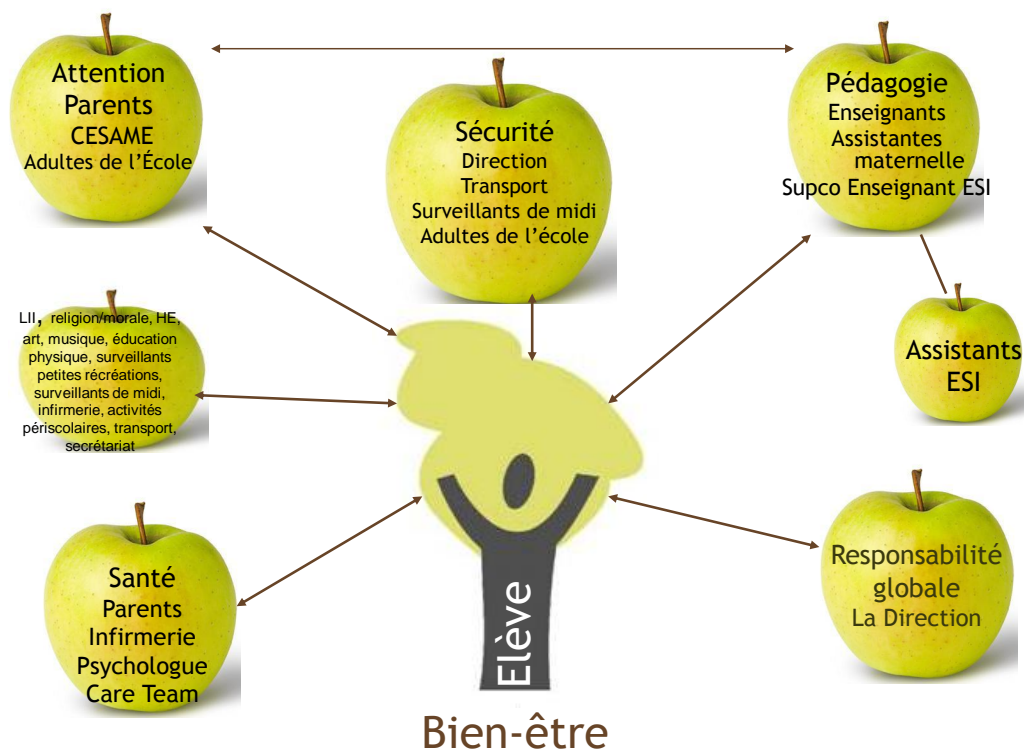 Attention
Parents
CESAME
Adultes de l'École
Sécurité
Direction
Transport
Surveillants de midi
Adultes de l'école
Pédagogie
Enseignants
Assistantes
maternelle
Supco Enseignant ESI
LII, religion/morale, HE,
art, musique, éducation
physique, surveillants
petites récréations,
surveillants de midi,
infirmerie, activités
périscolaires, transport,
secrétariat
Assistants
ESI
Santé
Parents
Infirmerie
Psychologue
Care Team
Elève
Responsabilité
globale
La Direction
Bien-être